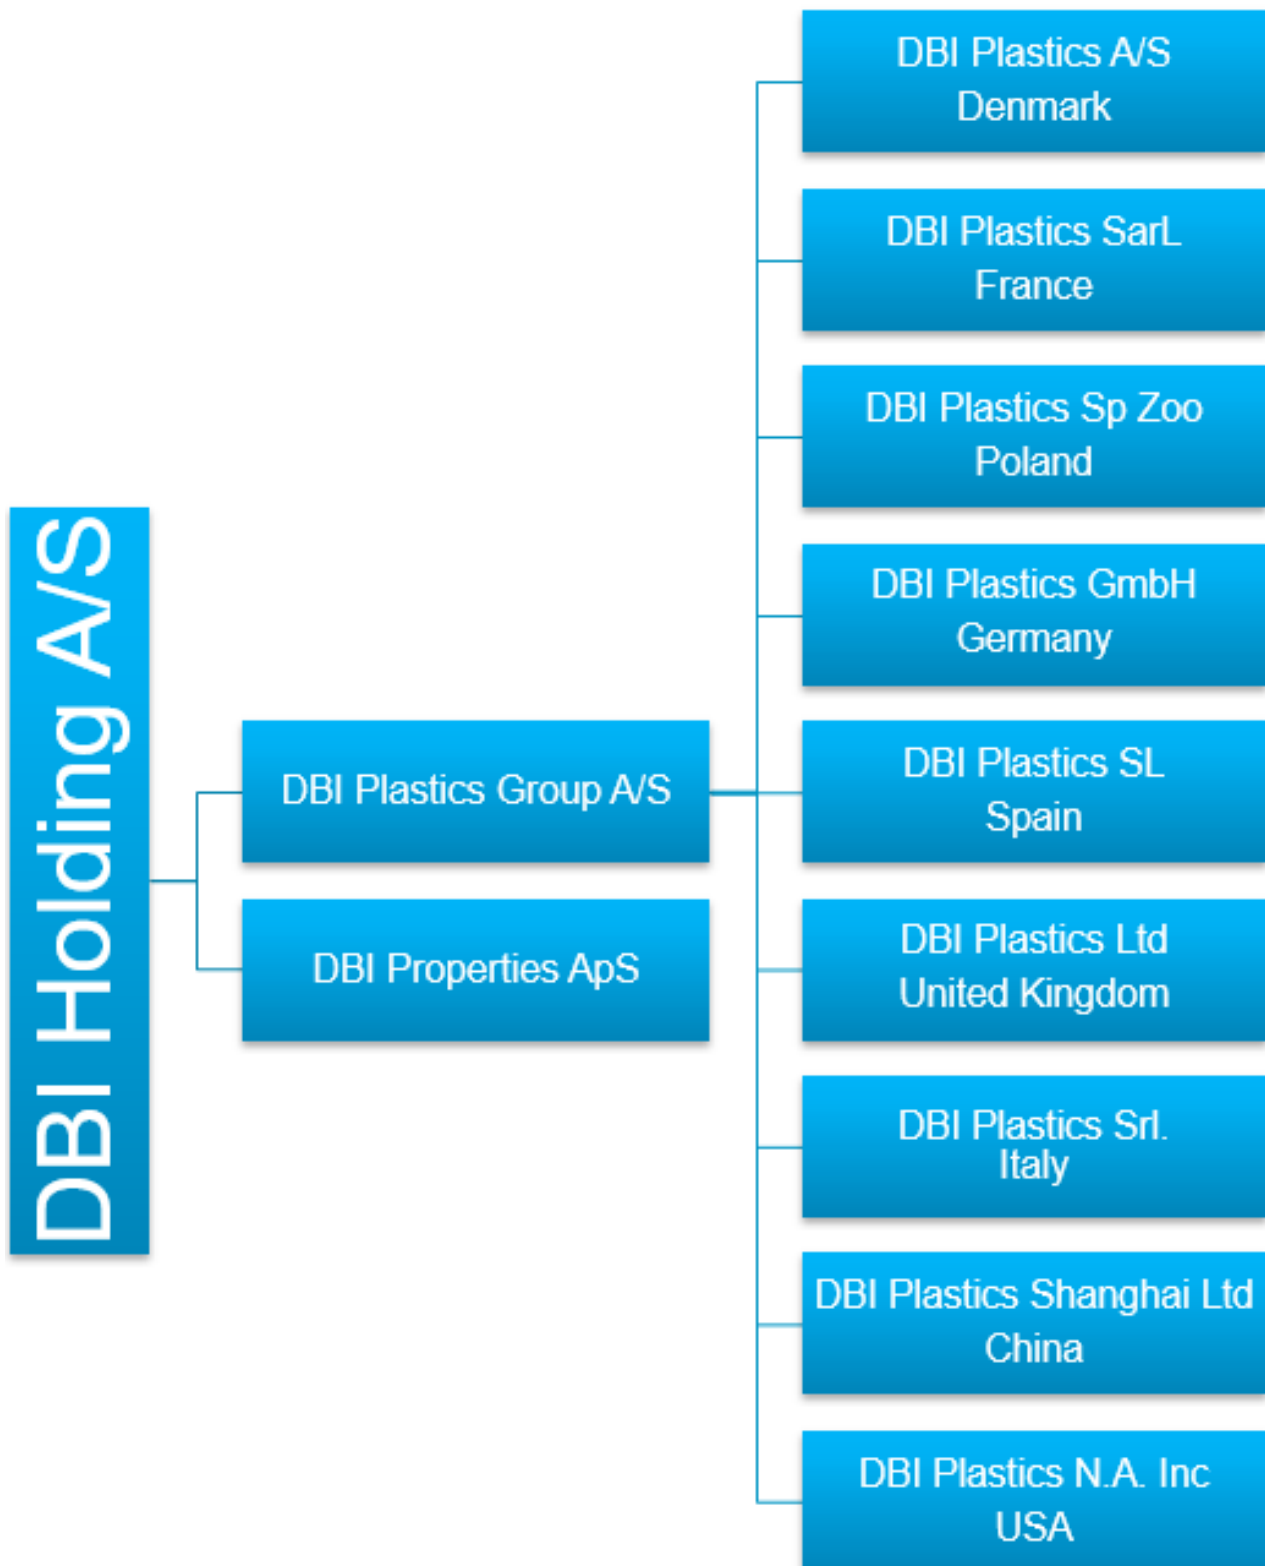 DBI Holding A/S
DBI Plastics Group A/S
DBI Properties ApS
DBI Plastics A/S
Denmark
DBI Plastics SarL
France
DBI Plastics Sp Zoo
Poland
DBI Plastics GmbH
Germany
DBI Plastics SL
Spain
DBI Plastics Ltd
United Kingdom
DBI Plastics Srl.
Italy
DBI Plastics Shanghai Ltd
China
DBI Plastics N.A. Inc
USA